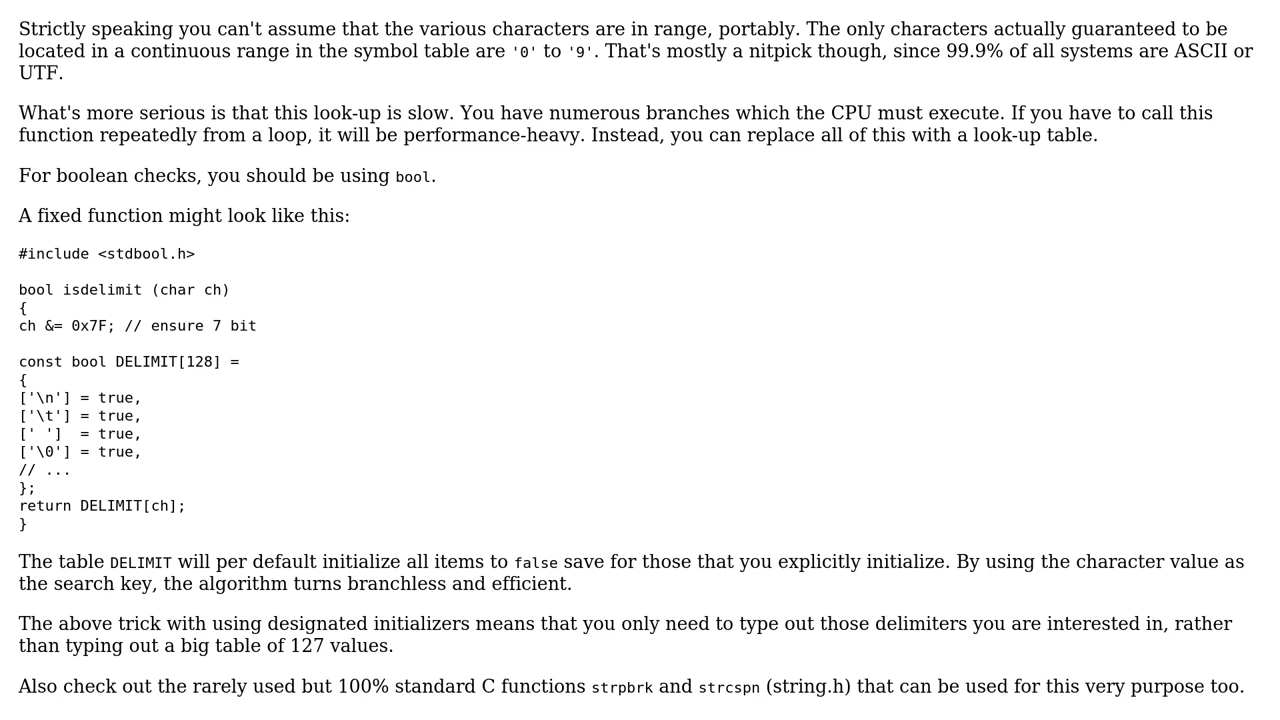 Strictly speaking you can't assume that the various characters are in range, portably. The only characters actually guaranteed to be
located in a continuous range in the symbol table are '0' to '9'. That's mostly a nitpick though, since 99.9% of all systems are ASCII or
UTF.
What's more serious is that this look-up is slow. You have numerous branches which the CPU must execute. If you have to call this
function repeatedly from a loop, it will be performance-heavy. Instead, you can replace all of this with a look-up table.
For boolean checks, you should be using bool.
A fixed function might look like this:
#include <stdbool.h>
bool isdelimit (char ch)
{
ch &= 0x7F; // ensure 7 bit
const bool DELIMIT[128] =
{
['\n'] = true,
['\t'] = true,
[' ']  = true,
['\0'] = true,
// ...
};
return DELIMIT[ch];
}
The table DELIMIT will per default initialize all items to false save for those that you explicitly initialize. By using the character value as
the search key, the algorithm turns branchless and efficient.
The above trick with using designated initializers means that you only need to type out those delimiters you are interested in, rather
than typing out a big table of 127 values.
Also check out the rarely used but 100% standard C functions strpbrk and strcspn (string.h) that can be used for this very purpose too.